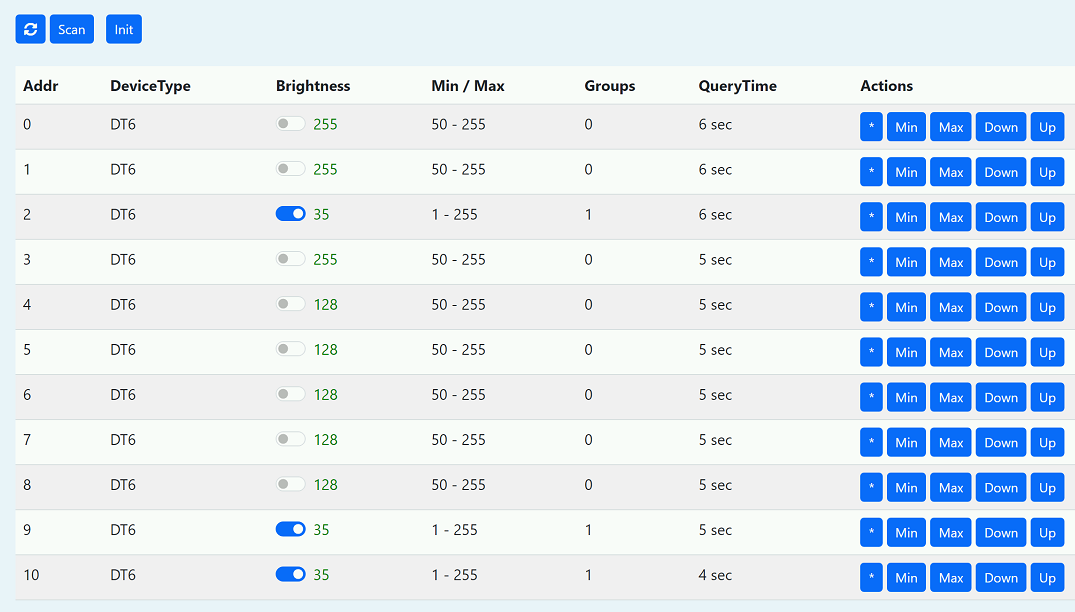 Scan Init
Addr DeviceType Brightness Min / Max Groups QueryTime Actions
0 DT6 255 50 - 255 0 6 sec * Min Max Down Up
1 DT6 255 50 - 255 0 6 sec * Min Max Down Up
2 DT6 35 1 - 255 1 6 sec * Min Max Down Up
3 DT6 255 50 - 255 0 5 sec * Min Max Down Up
4 DT6 128 50 - 255 0 5 sec * Min Max Down Up
5 DT6 128 50 - 255 0 5 sec * Min Max Down Up
6 DT6 128 50 - 255 0 5 sec * Min Max Down Up
7 DT6 128 50 - 255 0 5 sec * Min Max Down Up
8 DT6 128 50 - 255 0 5 sec * Min Max Down Up
9 DT6 35 1 - 255 1 5 sec * Min Max Down Up
10 DT6 35 1 - 255 1 4 sec * Min Max Down Up